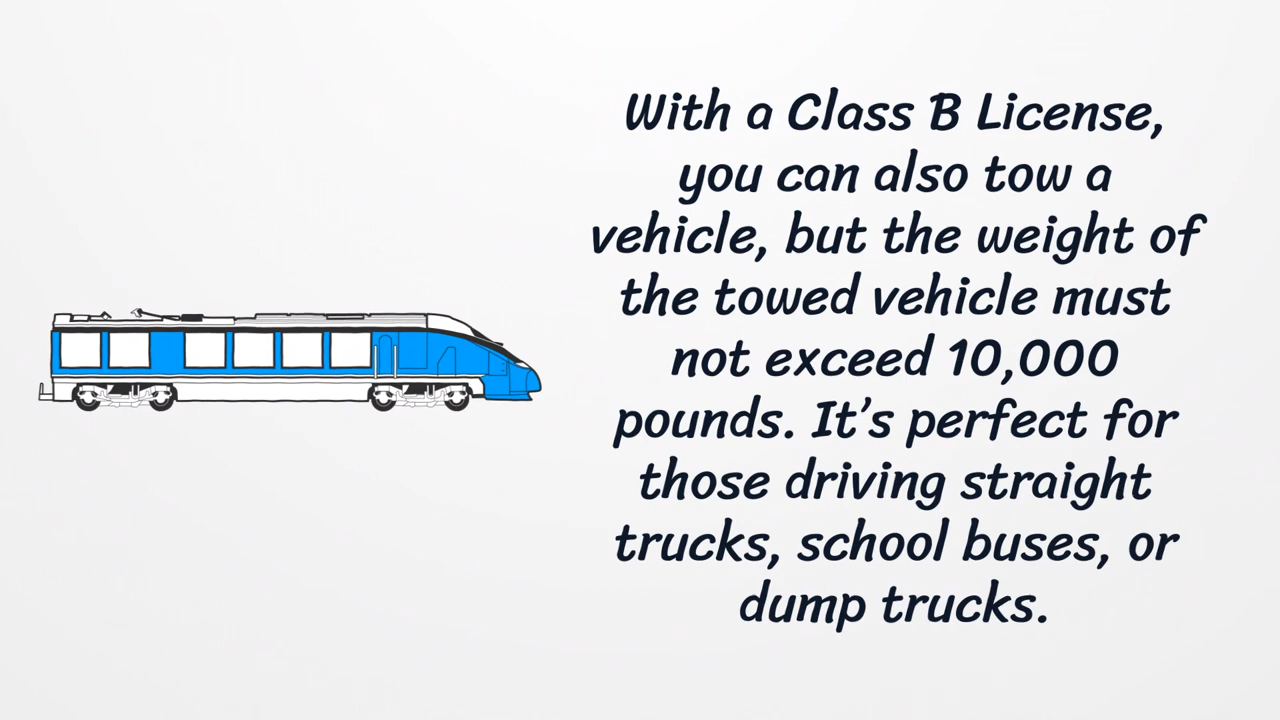 With a Class B License,
you can also tow a
vehicle, but the weight of
the towed vehicle must
not exceed 10,000
pounds. It’s perfect for
those driving straight
trucks, school buses, or
dump trucks.